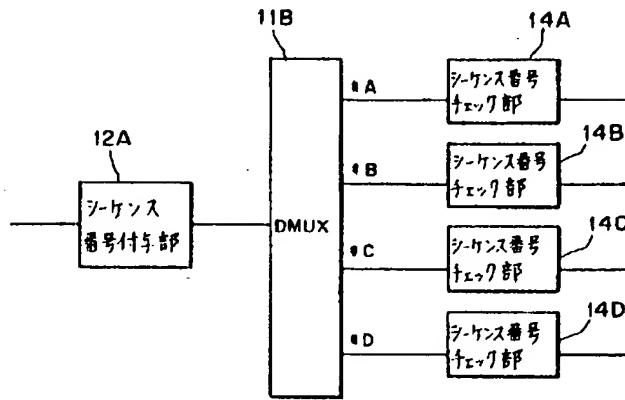 11B
14A
#A
シーケンス番号
チェック部
12A
14B
#B
シーケンス番号
チェック部
シーケンス
番号付与部
DMUX
14C
#C
シーケンス番号
チェック部
14D
#D
シーケンス番号
チェック部